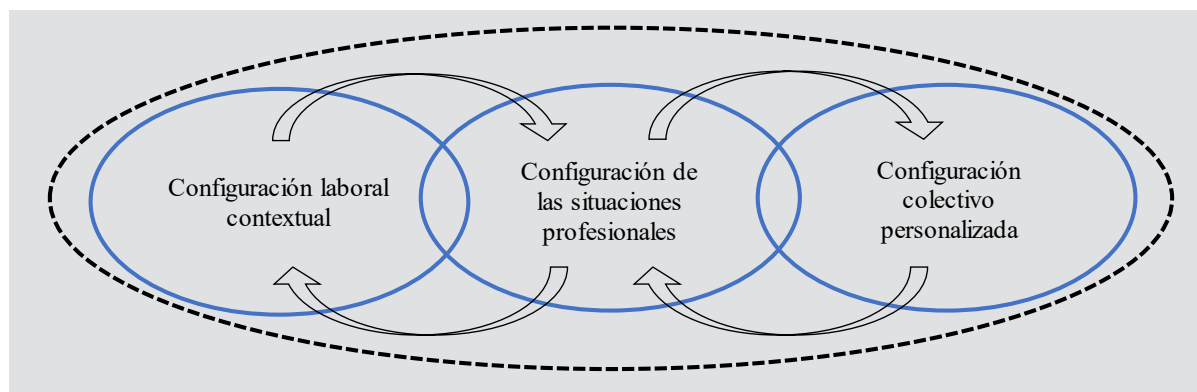 Configuración laboral
contextual
Configuración de
las situaciones
profesionales
Configuración
colectivo
personalizada